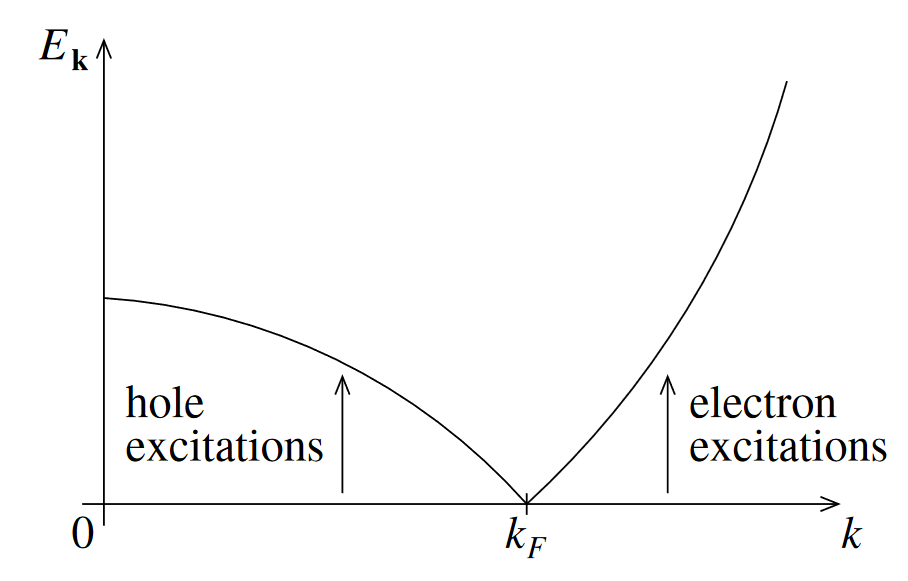 E_k
hole
excitations
electron
excitations
0
k_F
k